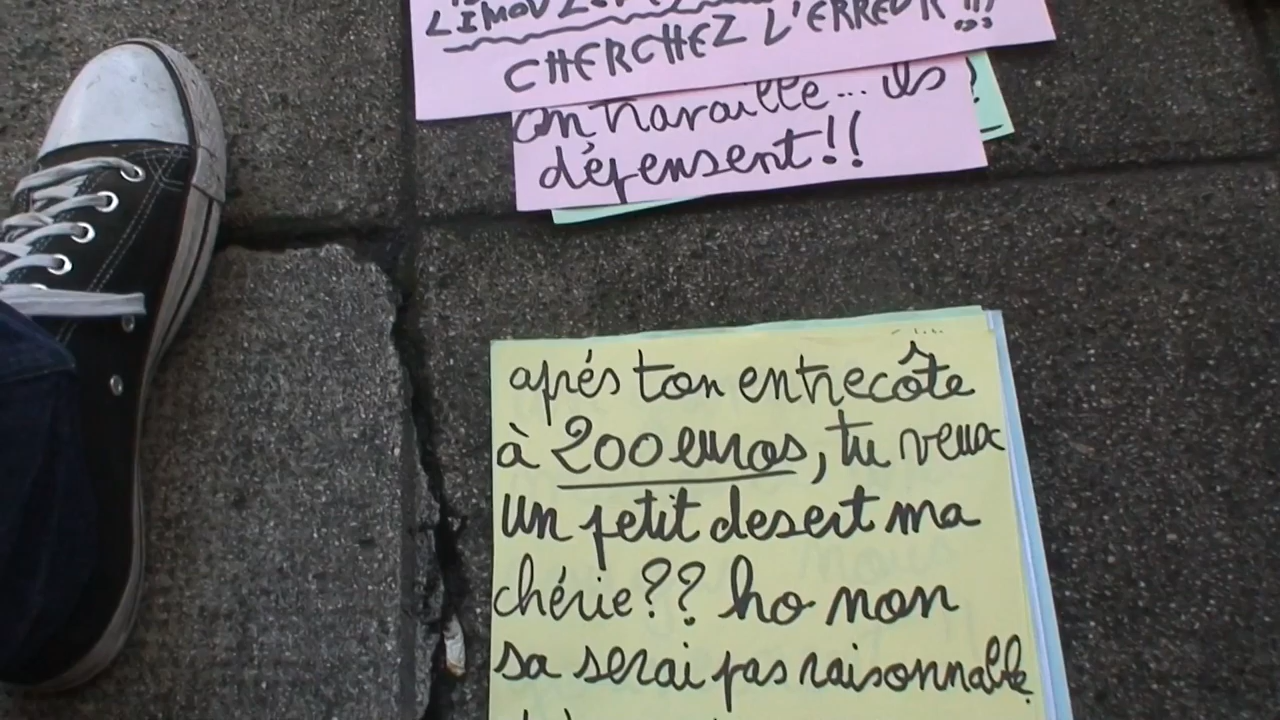 CHERCHEZ L'ERREUR !!!
on travaille... ils ?
dépensent!!
aprés ton entrecôte
à 200 euros, tu veux
un petit desert ma
chérie?? ho non
sa serai pas raisonnable